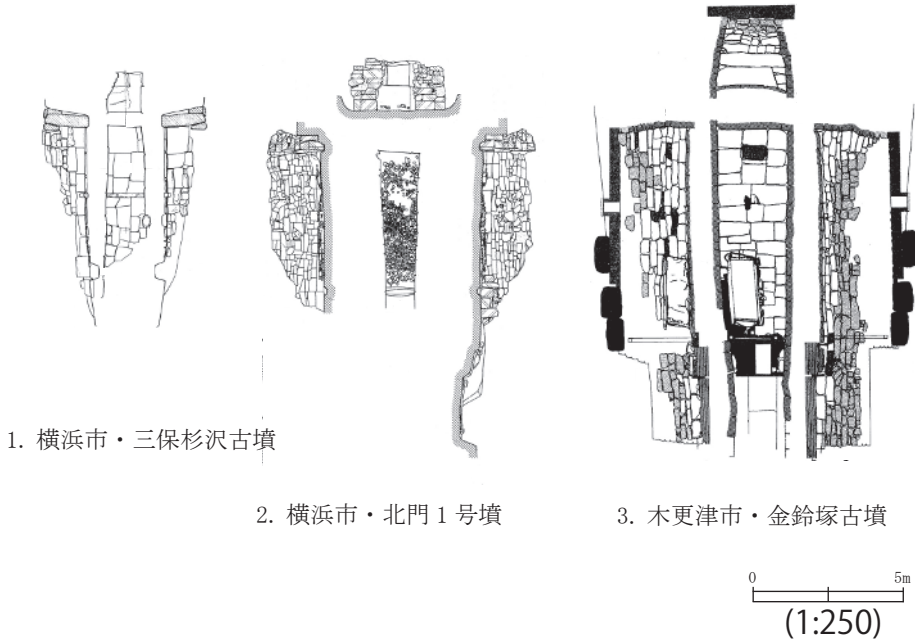 1. 横浜市・三保杉沢古墳
2. 横浜市・北門1号墳
3. 木更津市・金鈴塚古墳
0 5m
(1:250)